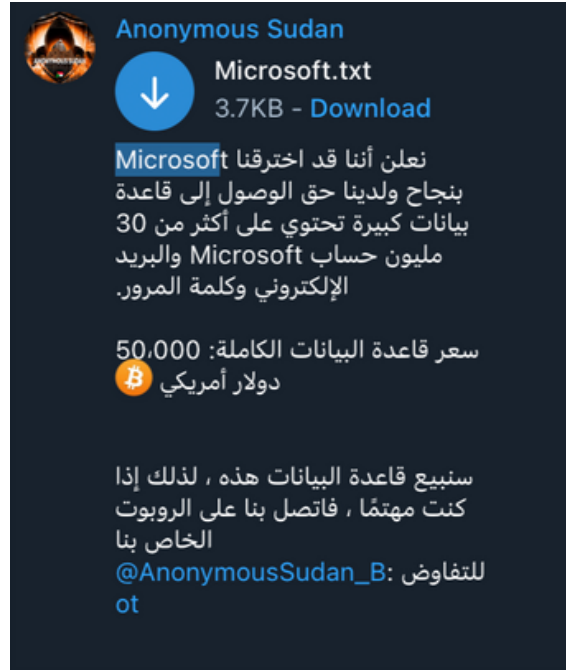 Anonymous Sudan
Microsoft.txt
3.7KB - Download
نعلن أننا قد اخترقنا Microsoft
بنجاح ولدينا حق الوصول إلى قاعدة
بيانات كبيرة تحتوي على أكثر من 30
مليون حساب Microsoft والبريد
الإلكتروني وكلمة المرور.
سعر قاعدة البيانات الكاملة: 50،000
دولار أمريكي
سنبيع قاعدة البيانات هذه ، لذلك إذا
كنت مهتمًا ، فاتصل بنا على الروبوت
الخاص بنا
للتفاوض :@AnonymousSudan_B
ot